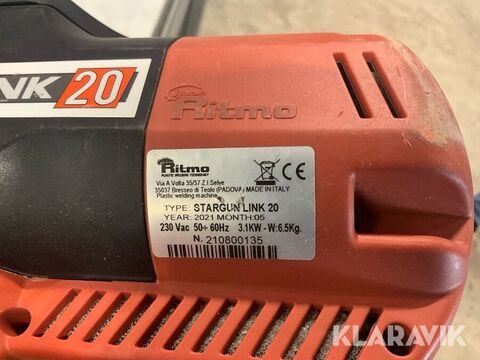 NK 20
Ritmo
Ritmo
PLASTIC WELDING TECHNOLOGY
Via A.Volta 35/37 Z.I.Selve
35037 Bresseo di Teolo (PADOVA) MADE IN ITALY
Plastic welding machine
CE
TYPE: STARGUN LINK 20
YEAR: 2021 MONTH:05
230 Vac 50÷ 60Hz 3.1KW - W:6.5Kg.
N. 210800135
KLARAVIK